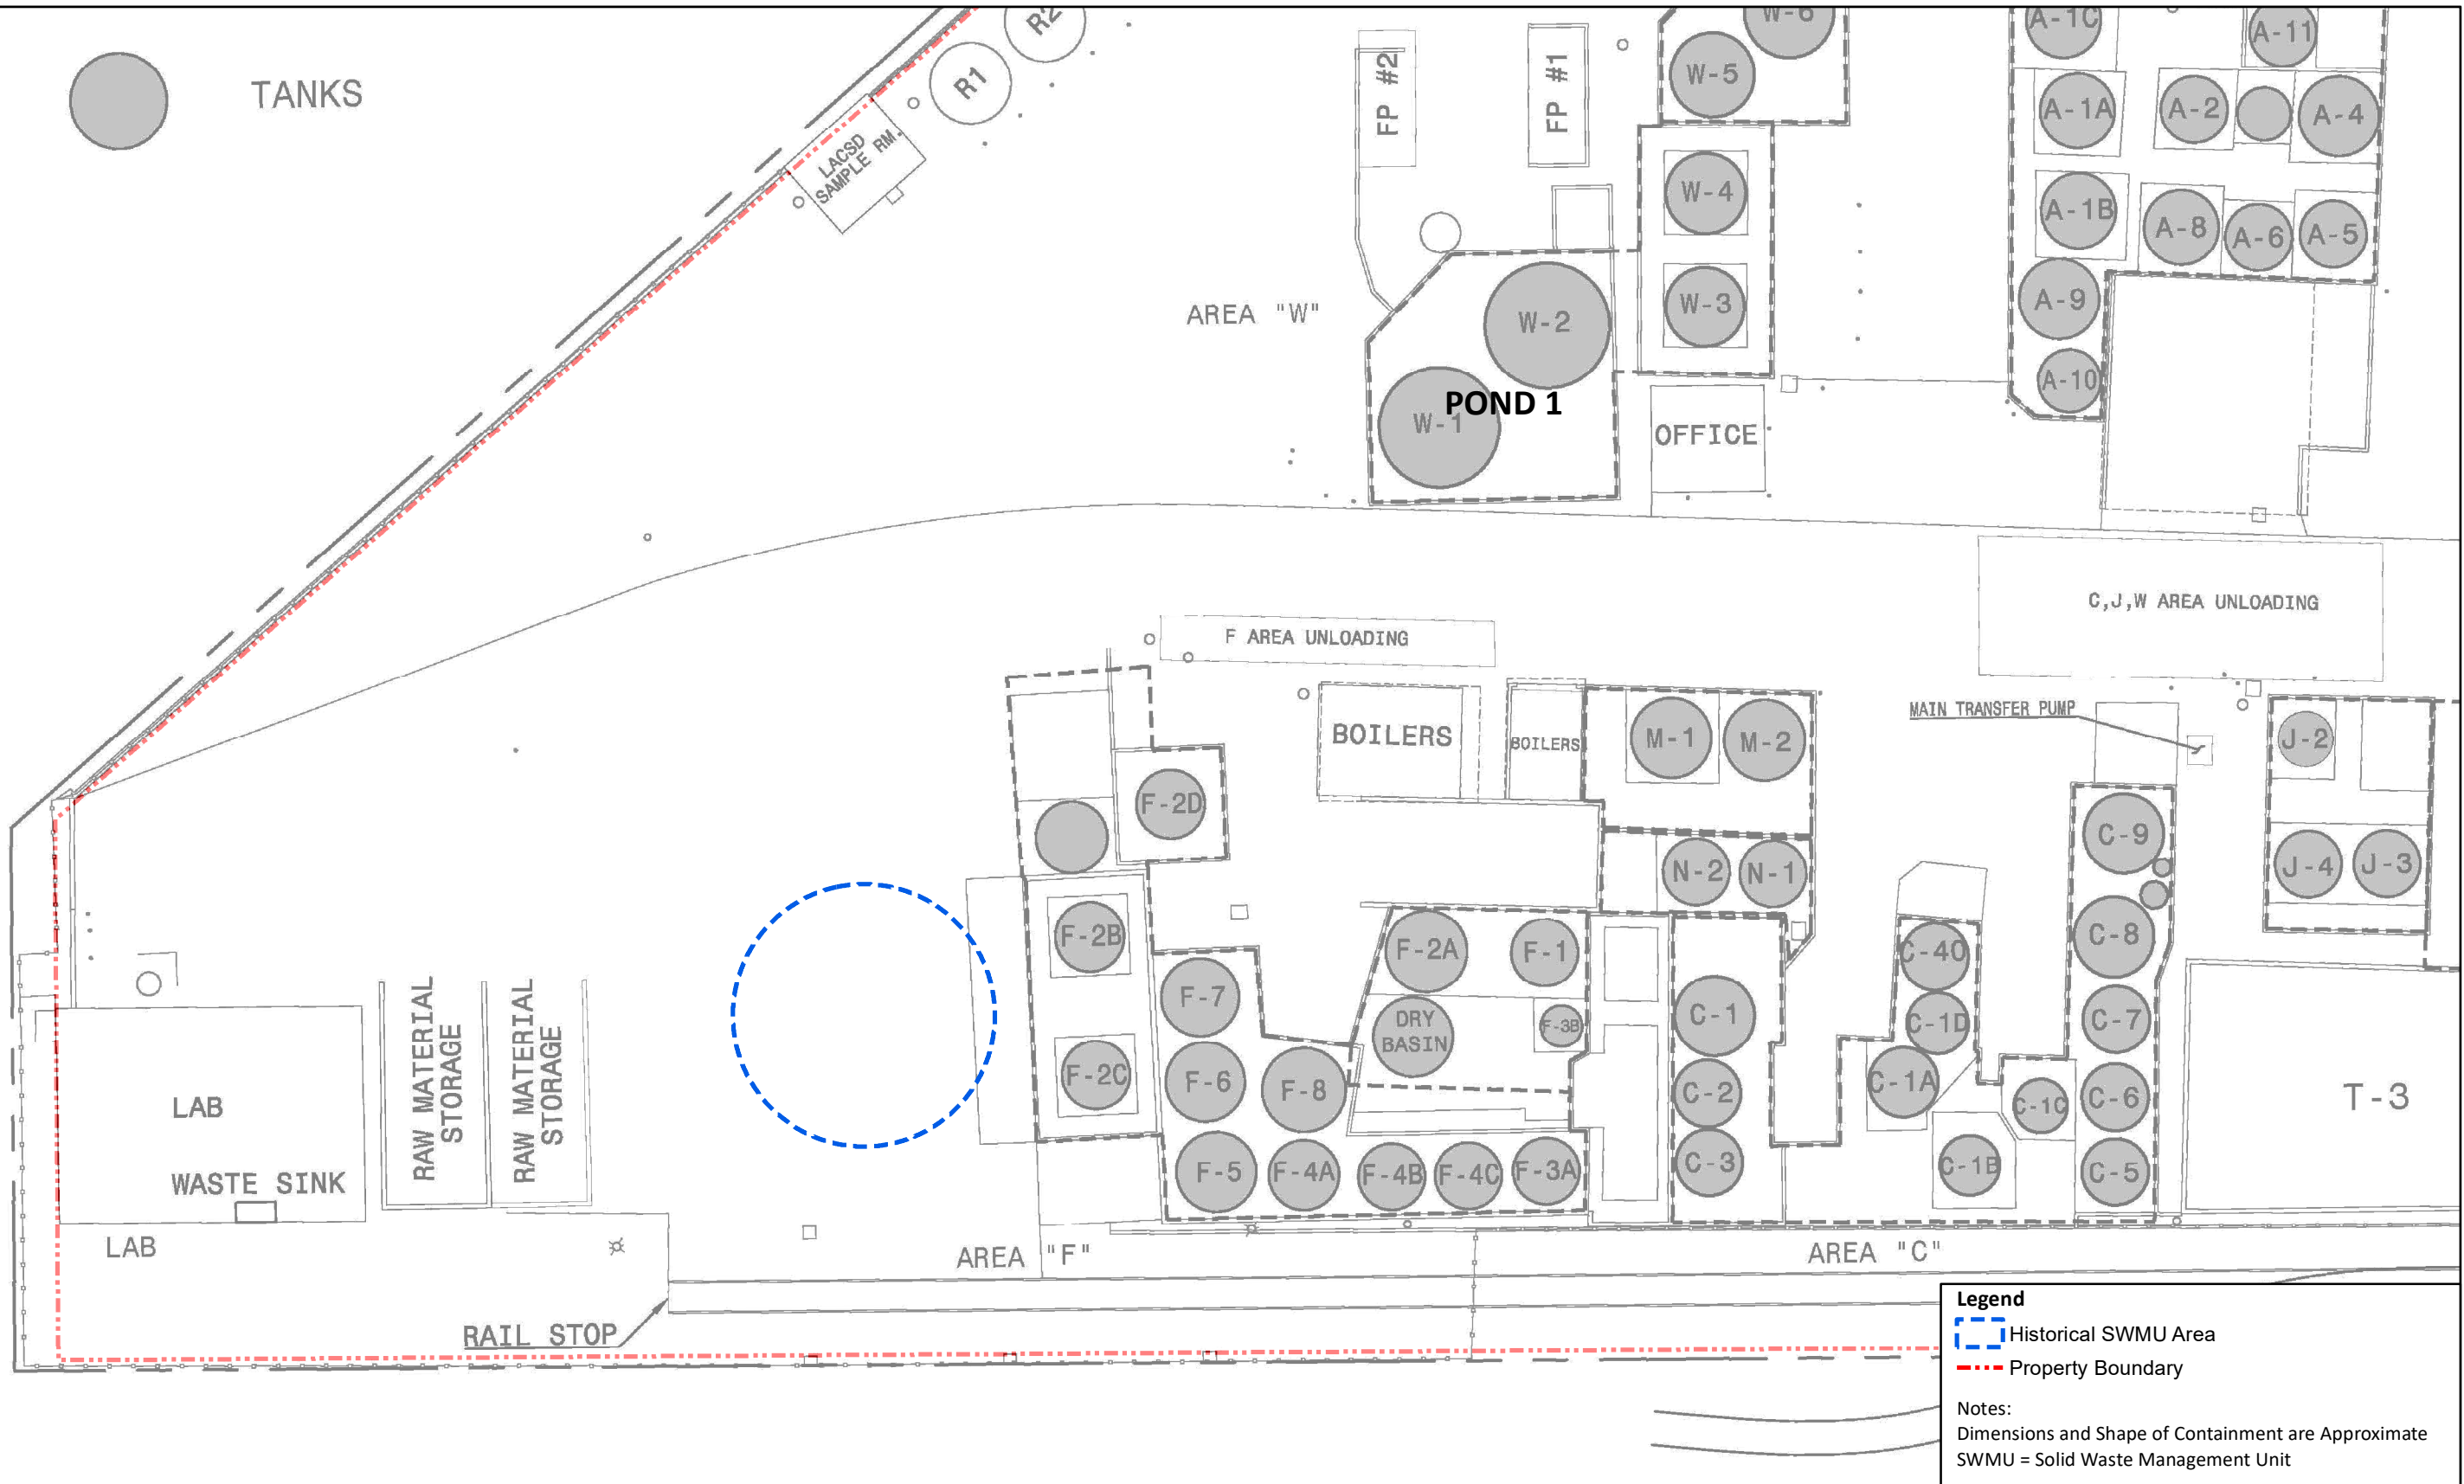 TANKS
R2
R1
LACSD
SAMPLE RM.
FP #2
FP #1
W-6
W-5
W-4
W-3
W-2
W-1
POND 1
AREA "W"
OFFICE
A-1C
A-11
A-1A
A-2
A-4
A-1B
A-8
A-6
A-5
A-9
A-10
C,J,W AREA UNLOADING
F AREA UNLOADING
BOILERS
BOILERS
M-1
M-2
MAIN TRANSFER PUMP
J-2
J-4
J-3
F-2D
N-2
N-1
C-9
C-8
F-2B
F-2A
F-1
C-40
F-7
DRY
BASIN
F-3B
C-1
C-1D
C-7
F-2C
F-6
F-8
C-2
C-1A
C-1C
C-6
T-3
F-5
F-4A
F-4B
F-4C
F-3A
C-3
C-1B
C-5
LAB
WASTE SINK
RAW MATERIAL
STORAGE
RAW MATERIAL
STORAGE
LAB
AREA "F"
AREA "C"
RAIL STOP
Legend
Historical SWMU Area
Property Boundary
Notes:
Dimensions and Shape of Containment are Approximate
SWMU = Solid Waste Management Unit